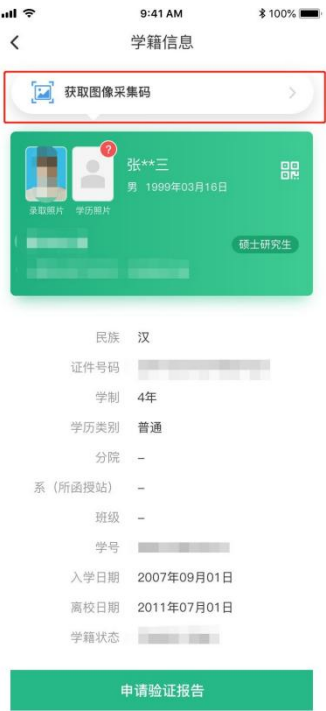 9:41 AM
100%
学籍信息
获取图像采集码
?
张**三
男 1999年03月16日
录取照片 学历照片
硕士研究生
民族 汉
证件号码
学制 4年
学历类别 普通
分院 –
系（所函授站） –
班级 –
学号
入学日期 2007年09月01日
离校日期 2011年07月01日
学籍状态
申请验证报告